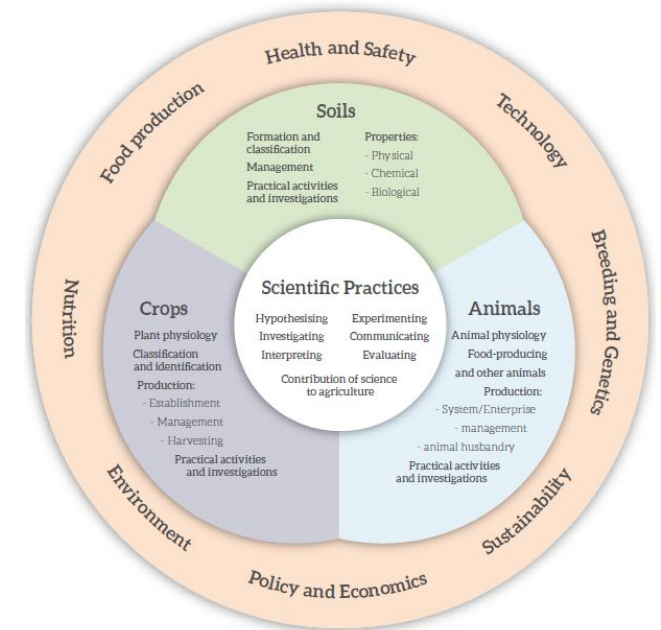 Health and Safety
Technology
Breeding and Genetics
Sustainability
Policy and Economics
Environment
Nutrition
Food production
Soils
Formation and
classification
Management
Practical activities
and investigations
Properties:
- Physical
- Chemical
- Biological
Scientific Practices
Hypothesising
Investigating
Interpreting
Experimenting
Communicating
Evaluating
Contribution of science
to agriculture
Crops
Plant physiology
Classification
and identification
Production:
- Establishment
- Management
- Harvesting
Practical activities
and investigations
Animals
Animal physiology
Food-producing
and other animals
Production:
- System/Enterprise
- management
- animal husbandry
Practical activities
and investigations